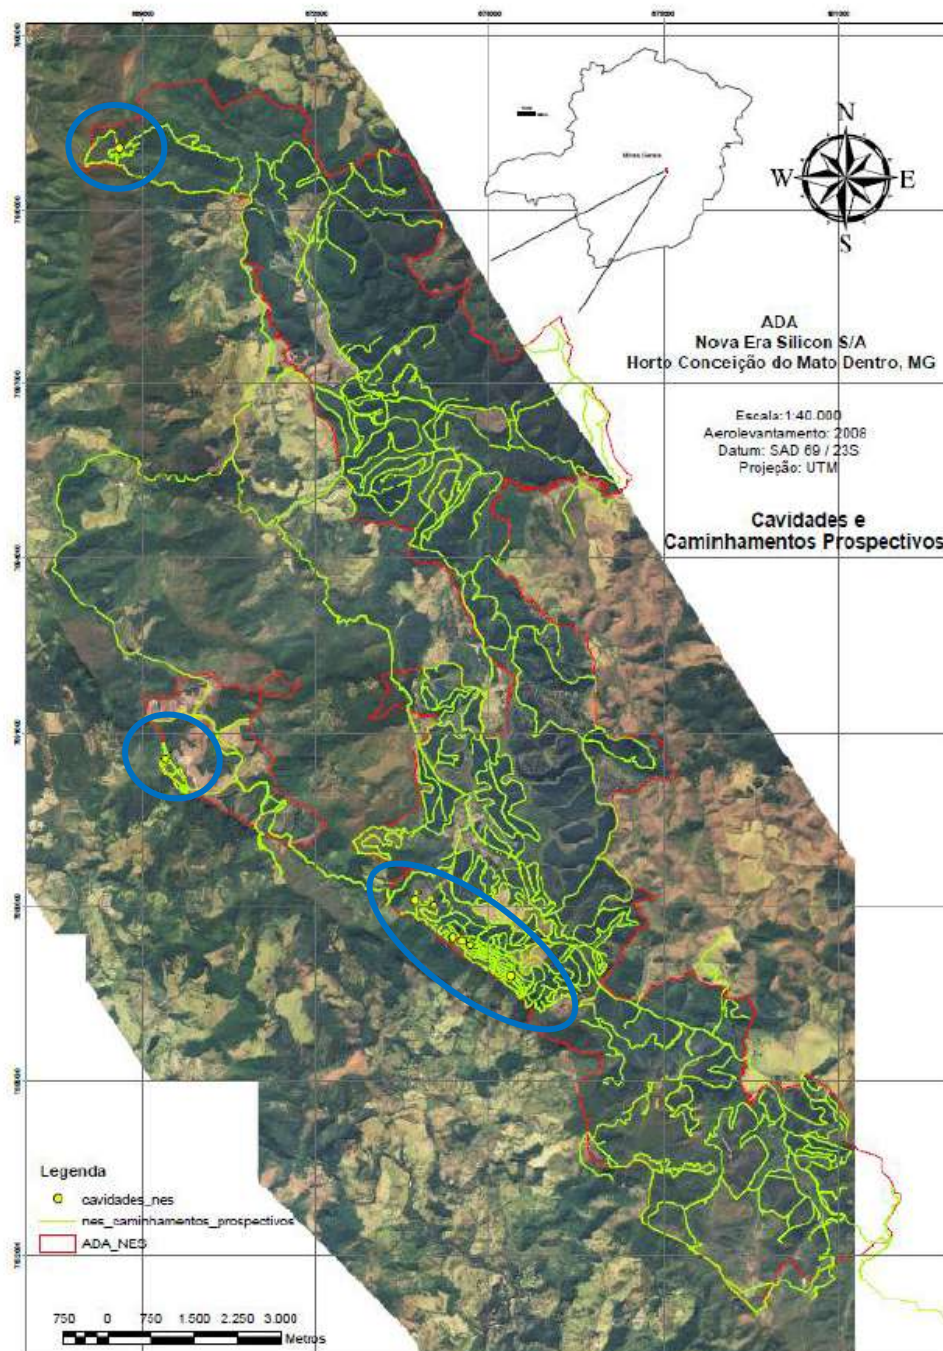 Minas Gerais
N
W
E
S
ADA
Nova Era Silicon S/A
Horto Conceição do Mato Dentro, MG
Escala: 1:40.000
Aerolevantamento: 2008
Datum: SAD 69 / 23S
Projeção: UTM
Cavidades e
Caminhamentos Prospectivos
Legenda
cavidades_nes
nes_caminhamentos_prospectivos
ADA_NES
750 0 750 1.500 2.250 3.000
Metros